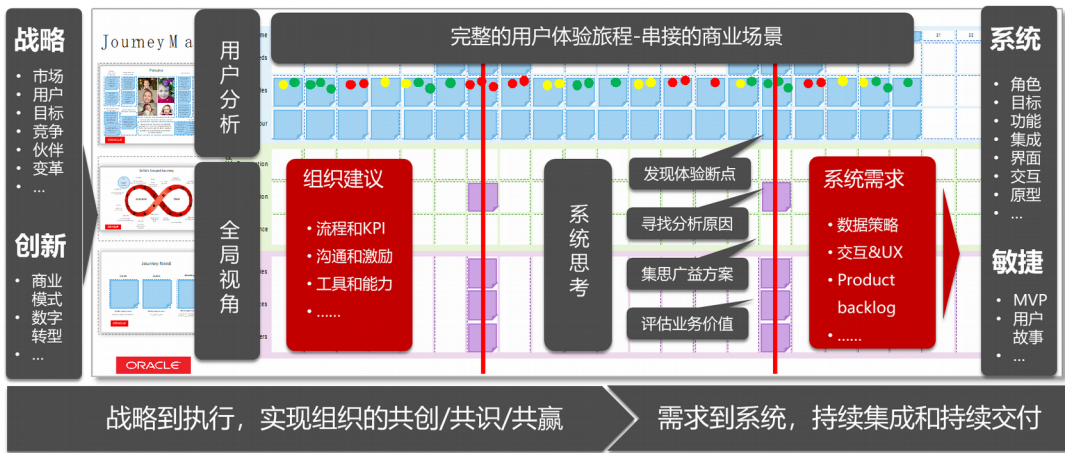 战略
• 市场
• 用户
• 目标
• 竞争
• 伙伴
• 变革
• ...
创新
• 商业
模式
• 数字
转型
• ...
Journey Ma
ORACLE
用户分析
全局视角
完整的用户体验旅程-串接的商业场景
组织建议
• 流程和KPI
• 沟通和激励
• 工具和能力
• ......
系统思考
发现体验断点
寻找分析原因
集思广益方案
评估业务价值
系统需求
• 数据策略
• 交互&UX
• Product
backlog
• ......
系统
• 角色
• 目标
• 功能
• 集成
• 界面
• 交互
• 原型
• ...
敏捷
• MVP
• 用户
故事
• ...
战略到执行，实现组织的共创/共识/共赢
需求到系统，持续集成和持续交付